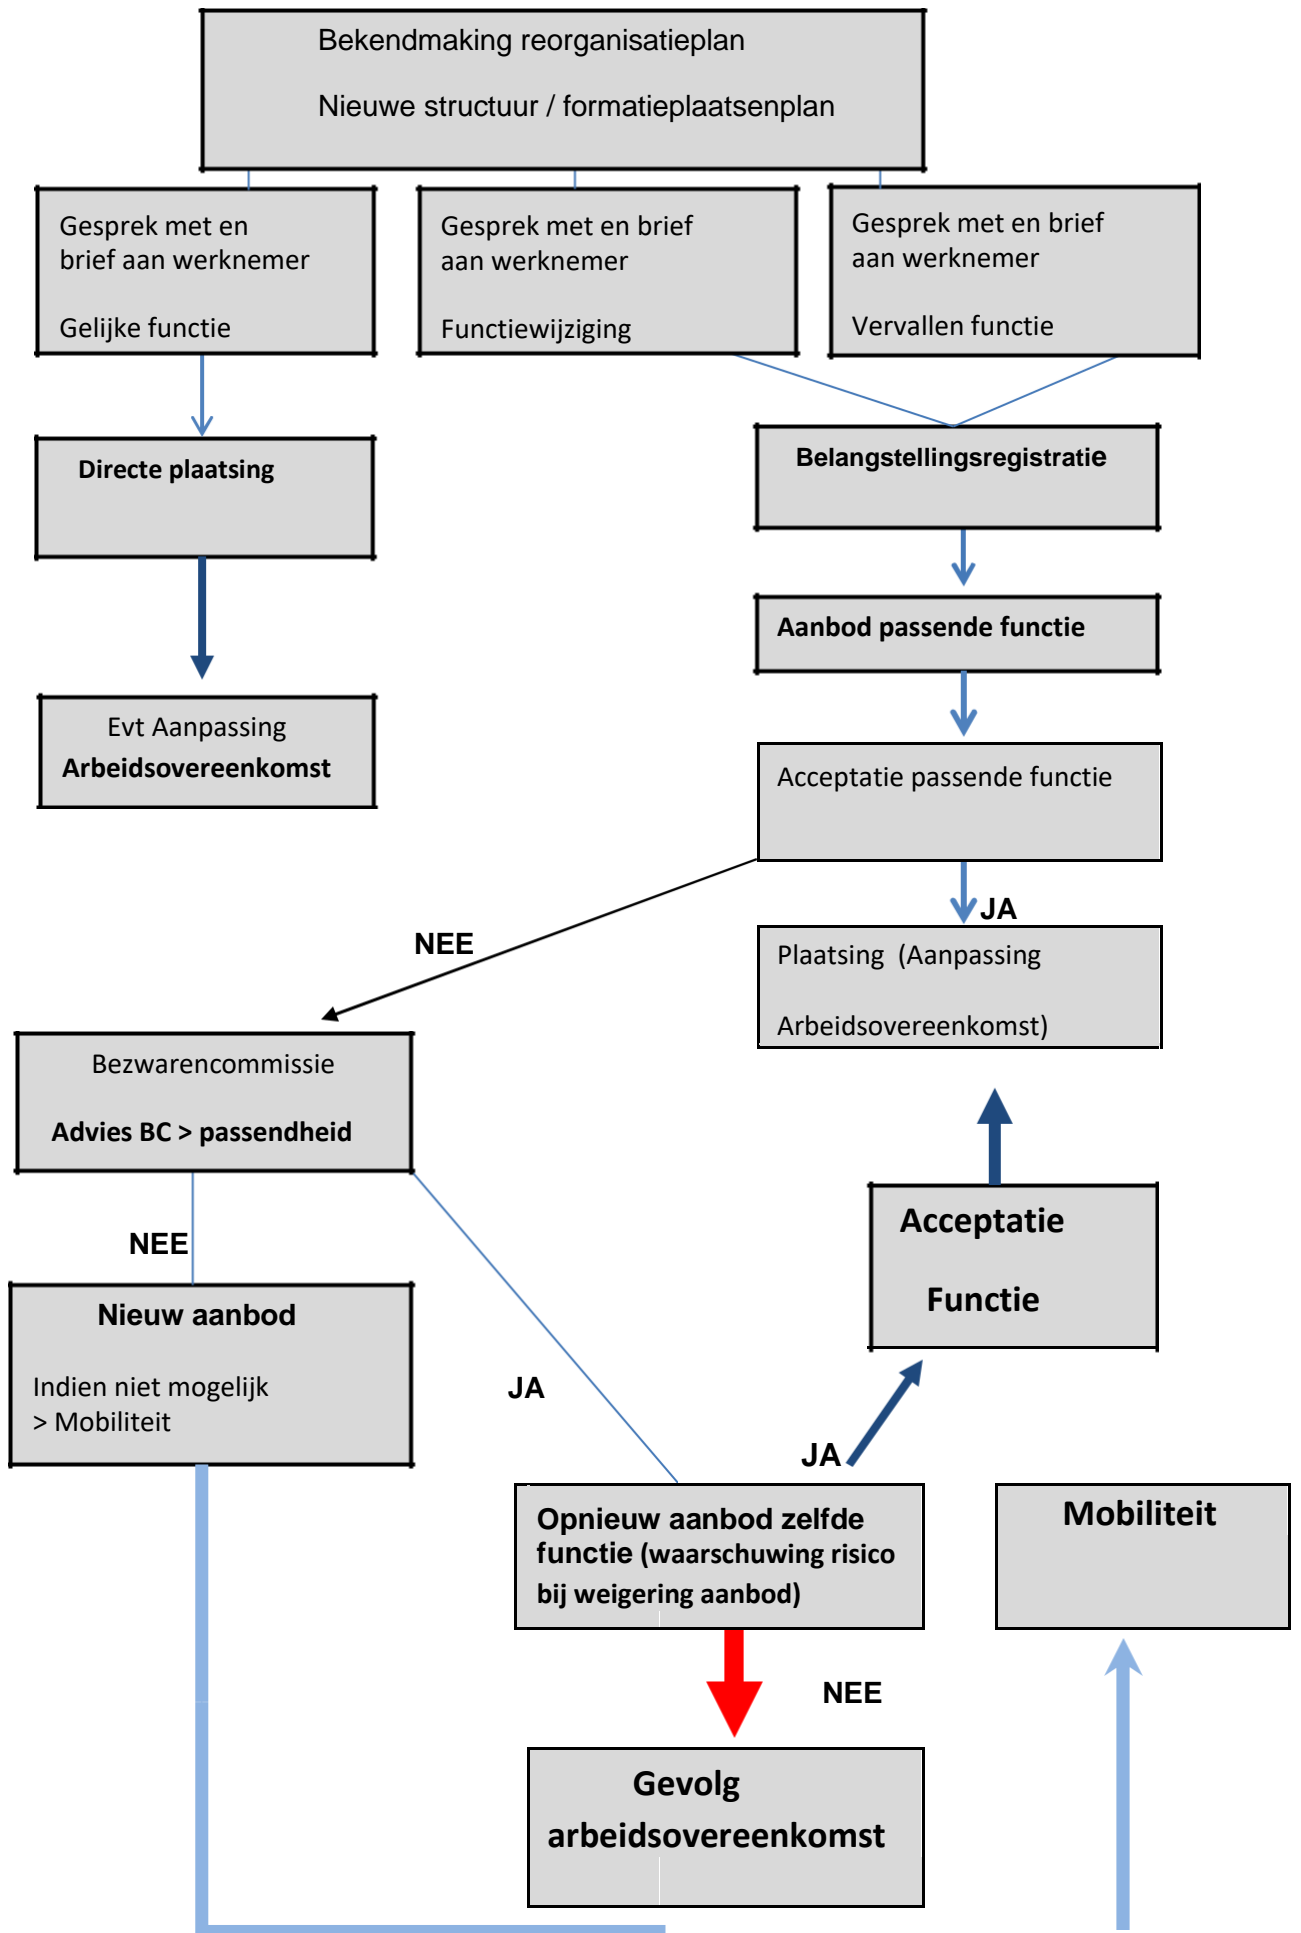 Bekendmaking reorganisatieplan
Nieuwe structuur / formatieplaatsenplan
Gesprek met en
brief aan werknemer
Gelijke functie
Gesprek met en brief
aan werknemer
Functiewijziging
Gesprek met en brief
aan werknemer
Vervallen functie
Directe plaatsing
Belangstellingsregistratie
Aanbod passende functie
Evt Aanpassing
Arbeidsovereenkomst
Acceptatie passende functie
JA
NEE
Plaatsing (Aanpassing
Arbeidsovereenkomst)
Bezwarencommissie
Advies BC > passendheid
Acceptatie
Functie
NEE
Nieuw aanbod
Indien niet mogelijk
> Mobiliteit
JA
JA
Opnieuw aanbod zelfde
functie (waarschuwing risico
bij weigering aanbod)
Mobiliteit
NEE
Gevolg
arbeidsovereenkomst